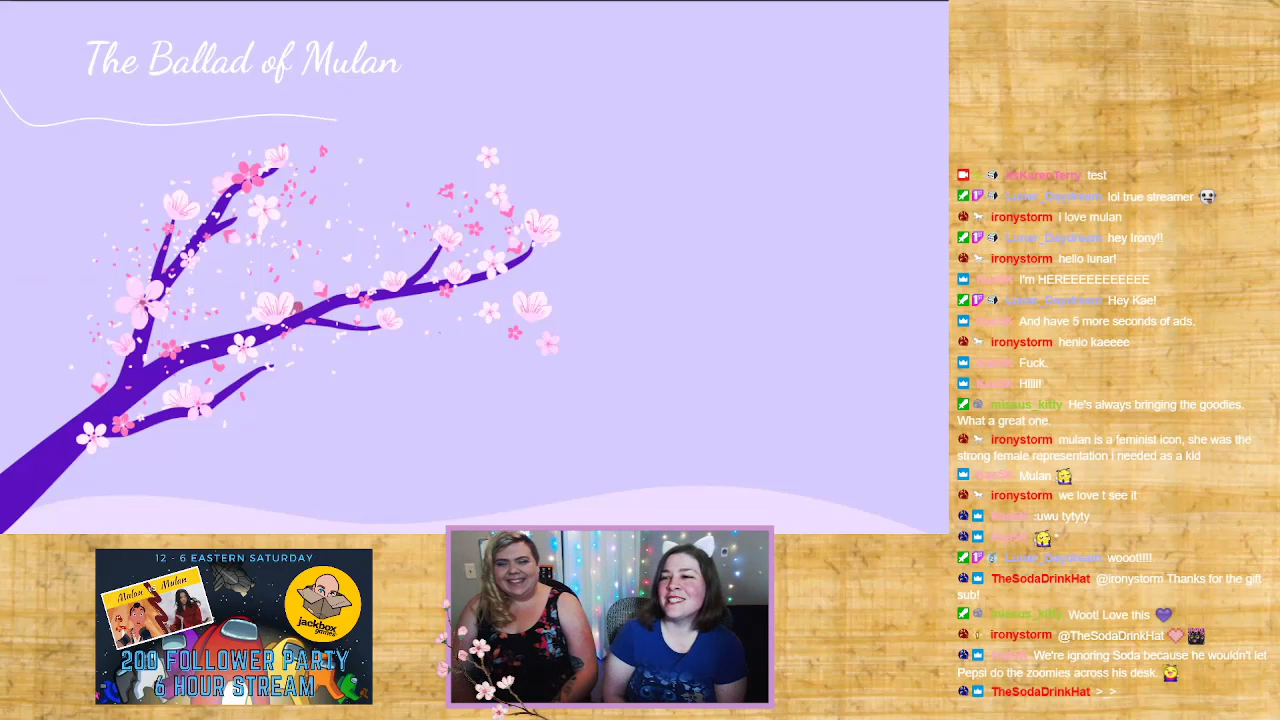 The Ballad of Mulan
test
lol true streamer
ironystorm i love mulan
hey Irony!!
ironystorm hello lunar!
I'm HEREEEEEEEEEEE
Hey Kae!
And have 5 more seconds of ads.
ironystorm henlo kaeeee
Fuck.
HIiii!
missus_kitty He's always bringing the goodies.
What a great one.
ironystorm mulan is a feminist icon, she was the
strong female representation i needed as a kid
Mulan
ironystorm we love t see it
:uwu tytyty
Lunar_Daydream wooot!!!!
TheSodaDrinkHat @ironystorm Thanks for the gift
sub!
missus_kitty Woot! Love this
ironystorm @TheSodaDrinkHat
We're ignoring Soda because he wouldn't let
Pepsi do the zoomies across his desk.
TheSodaDrinkHat > >
12 - 6 EASTERN SATURDAY
Mulan Mulan
jackbox
games
200 FOLLOWER PARTY
6 HOUR STREAM